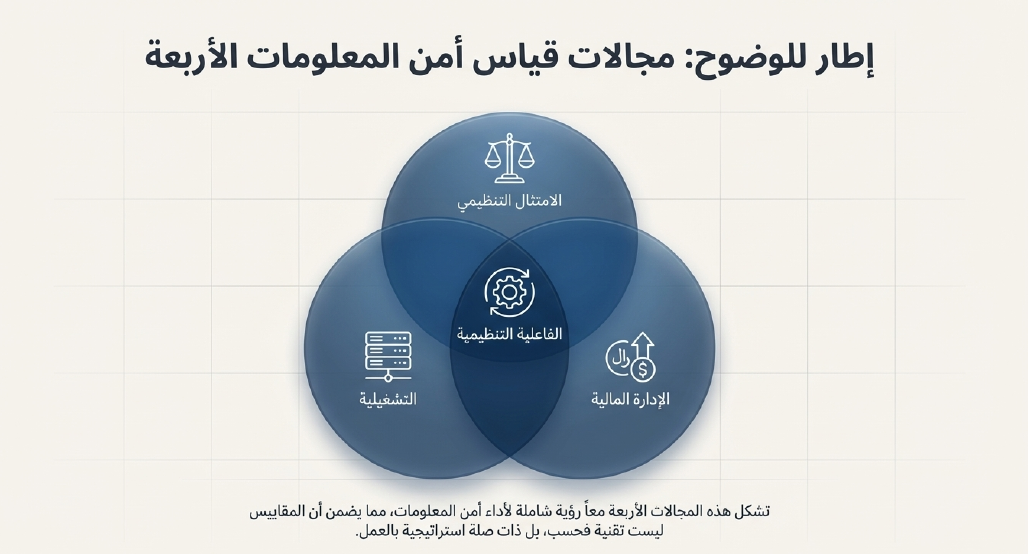 إطار للوضوح: مجالات قياس أمن المعلومات الأربعة
الامتثال التنظيمي
الفاعلية التنظيمية
ريال
$
الإدارة المالية
التشغيلية
تشكل هذه المجالات الأربعة معاً رؤية شاملة لأداء أمن المعلومات، مما يضمن أن المقاييس
ليست تقنية فحسب، بل ذات صلة استراتيجية بالعمل.